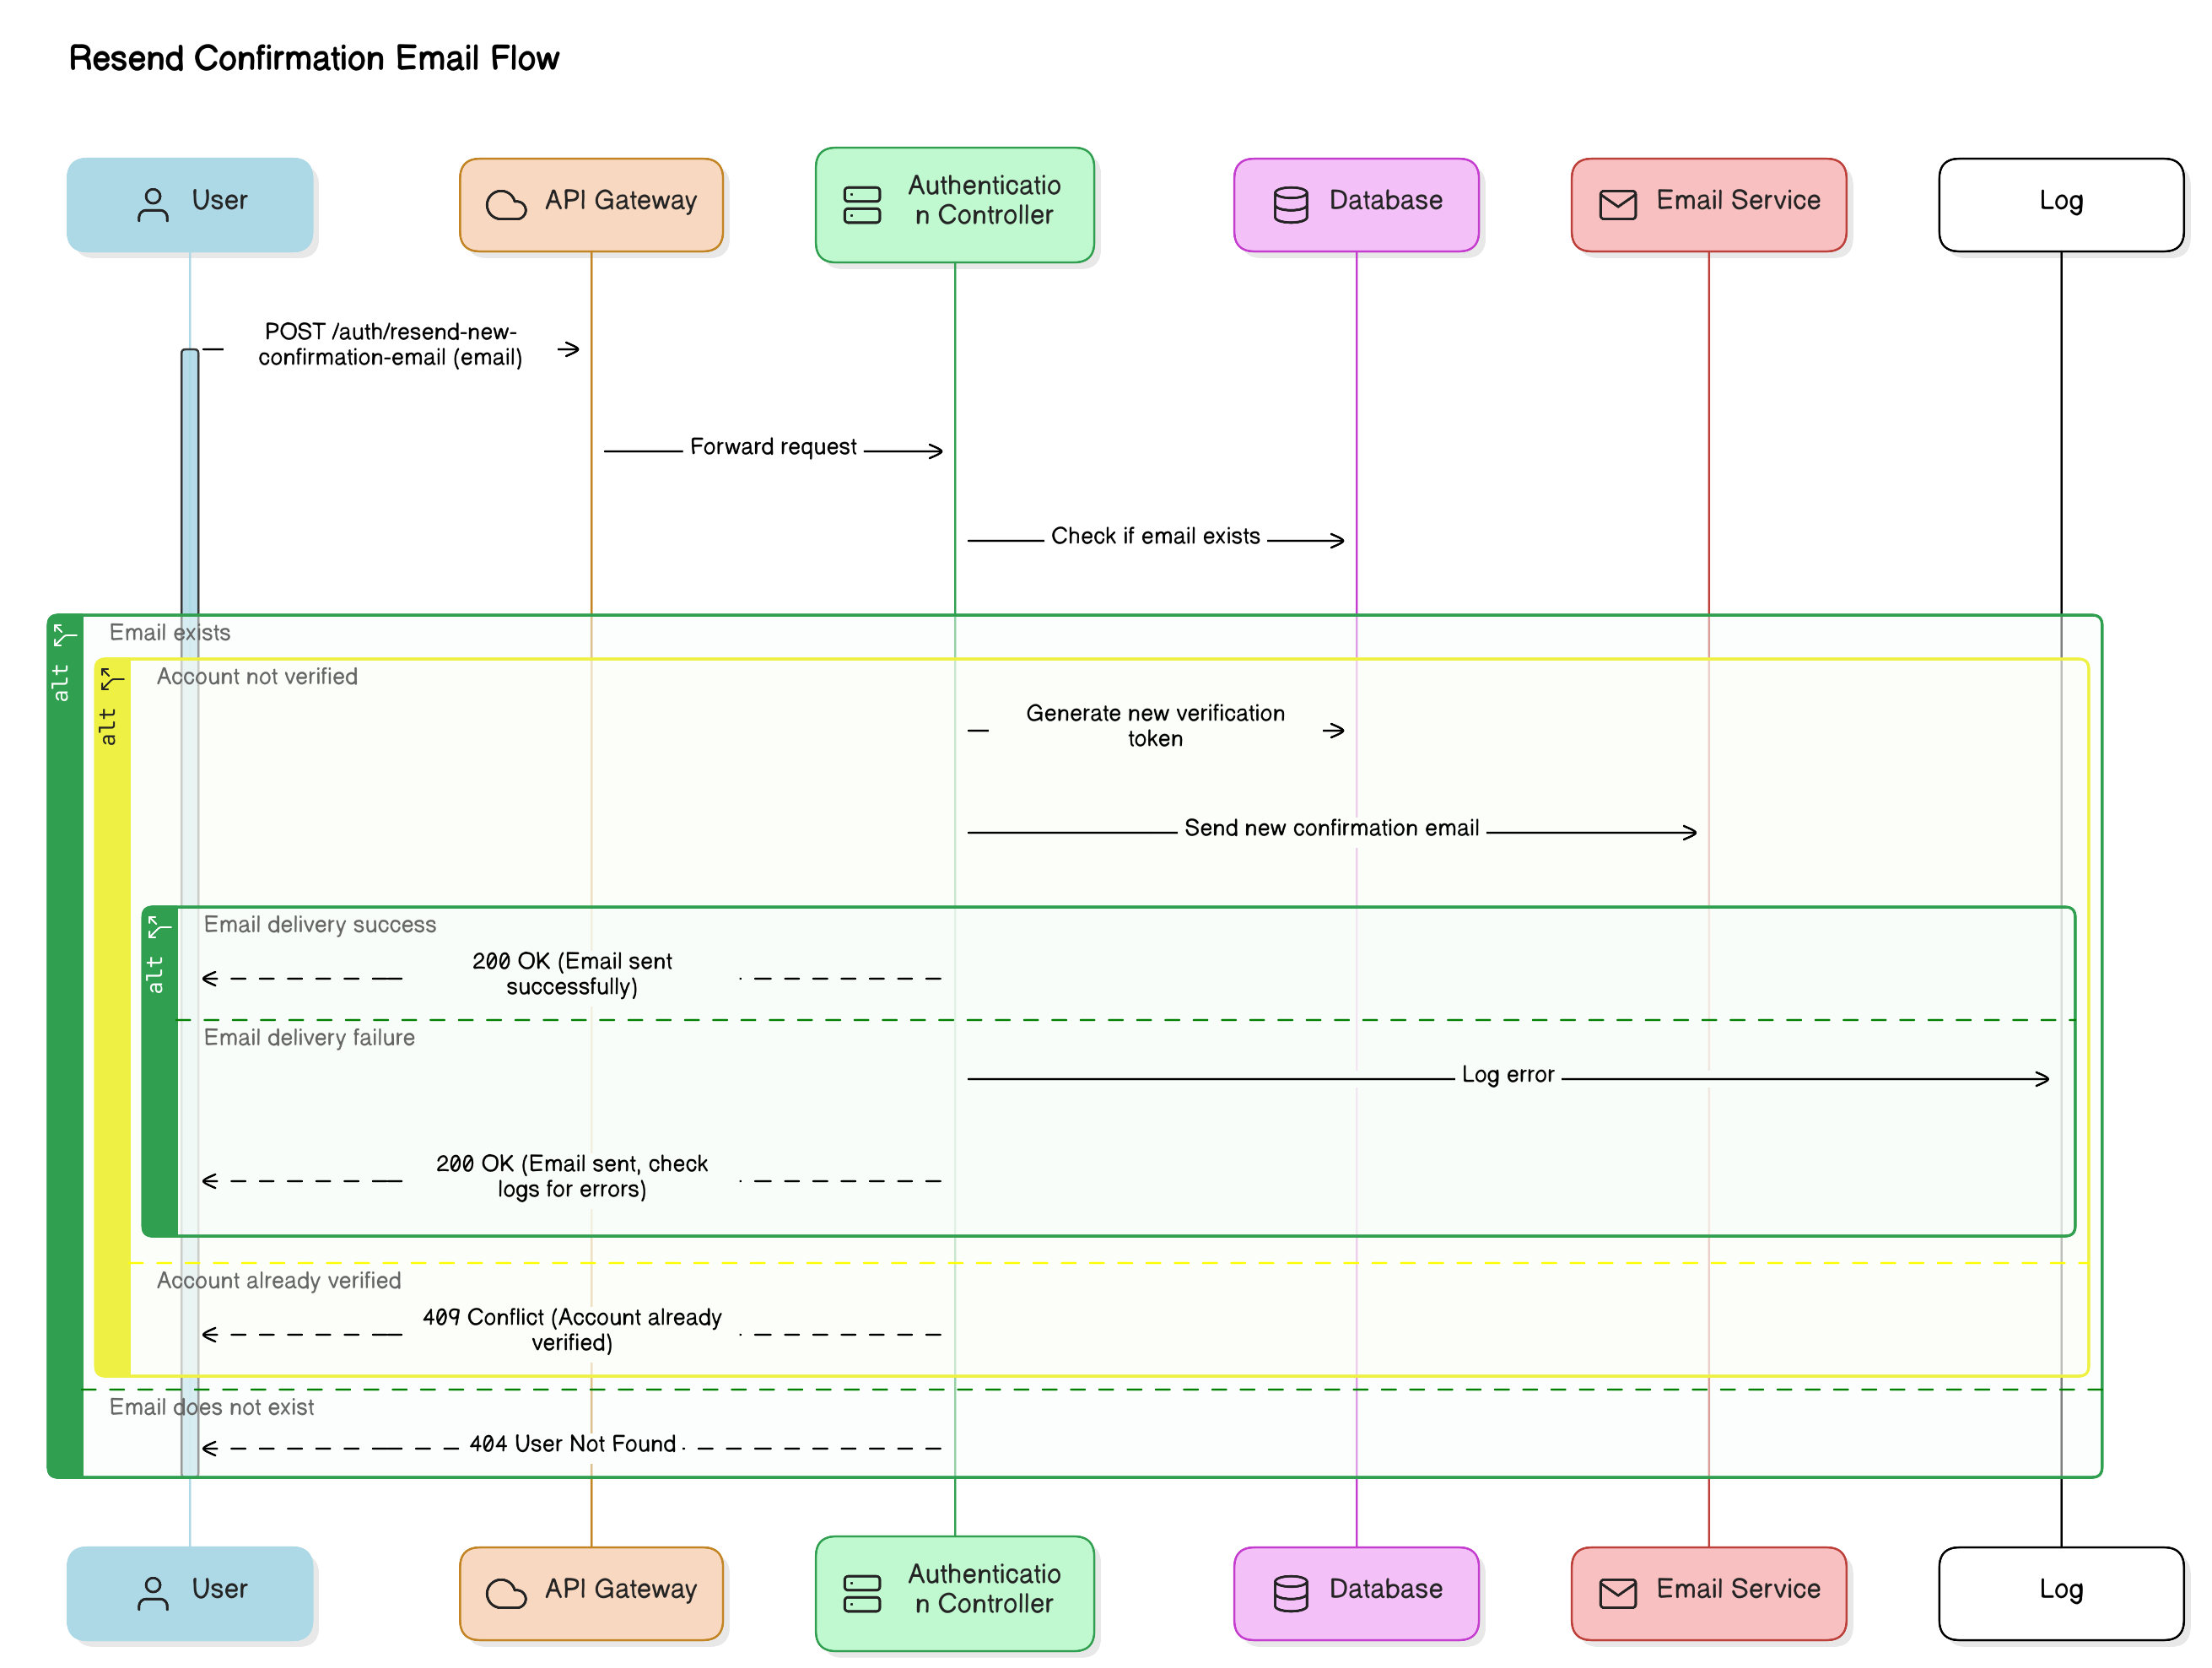 Resend Confirmation Email Flow
User
API Gateway
Authenticatio
n Controller
Database
Email Service
Log
POST /auth/resend-new-
confirmation-email (email)
Forward request
Check if email exists
alt
Email exists
alt
Account not verified
Generate new verification
token
Send new confirmation email
alt
Email delivery success
200 OK (Email sent
successfully)
Email delivery failure
Log error
200 OK (Email sent, check
logs for errors)
Account already verified
409 Conflict (Account already
verified)
Email does not exist
404 User Not Found
User
API Gateway
Authenticatio
n Controller
Database
Email Service
Log